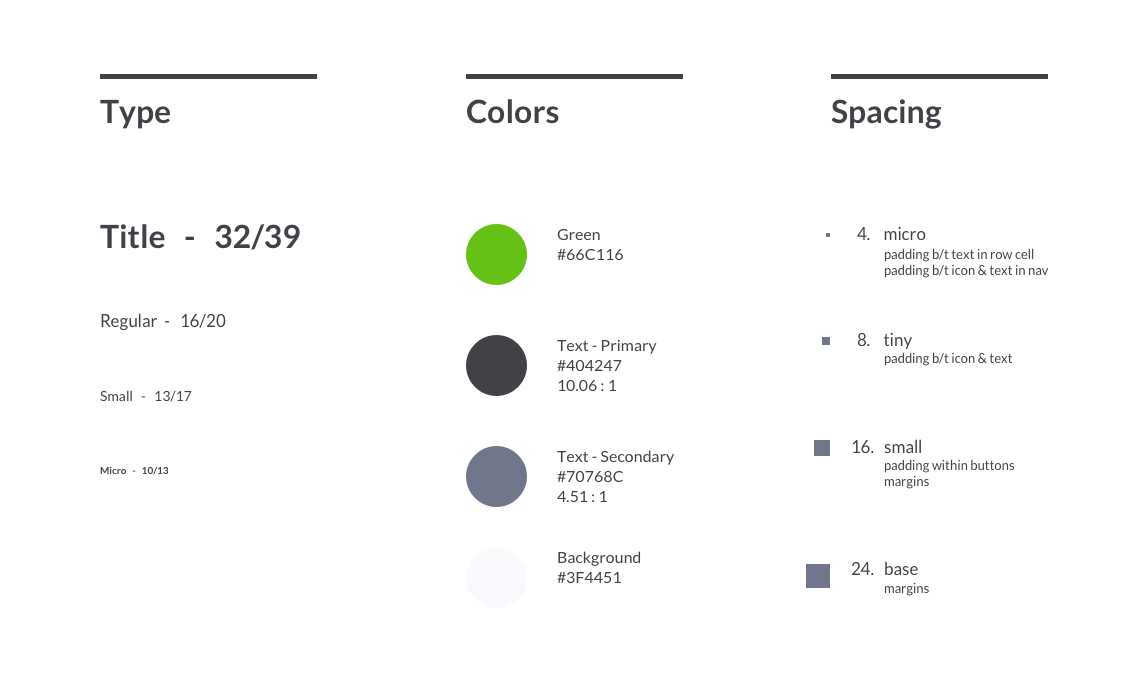 Type
Title - 32/39
Regular - 16/20
Small - 13/17
Micro - 10/13
Colors
Green
#66C116
Text - Primary
#404247
10.06 : 1
Text - Secondary
#70768C
4.51 : 1
Background
#3F4451
Spacing
4. micro
padding b/t text in row cell
padding b/t icon & text in nav
8. tiny
padding b/t icon & text
16. small
padding within buttons
margins
24. base
margins